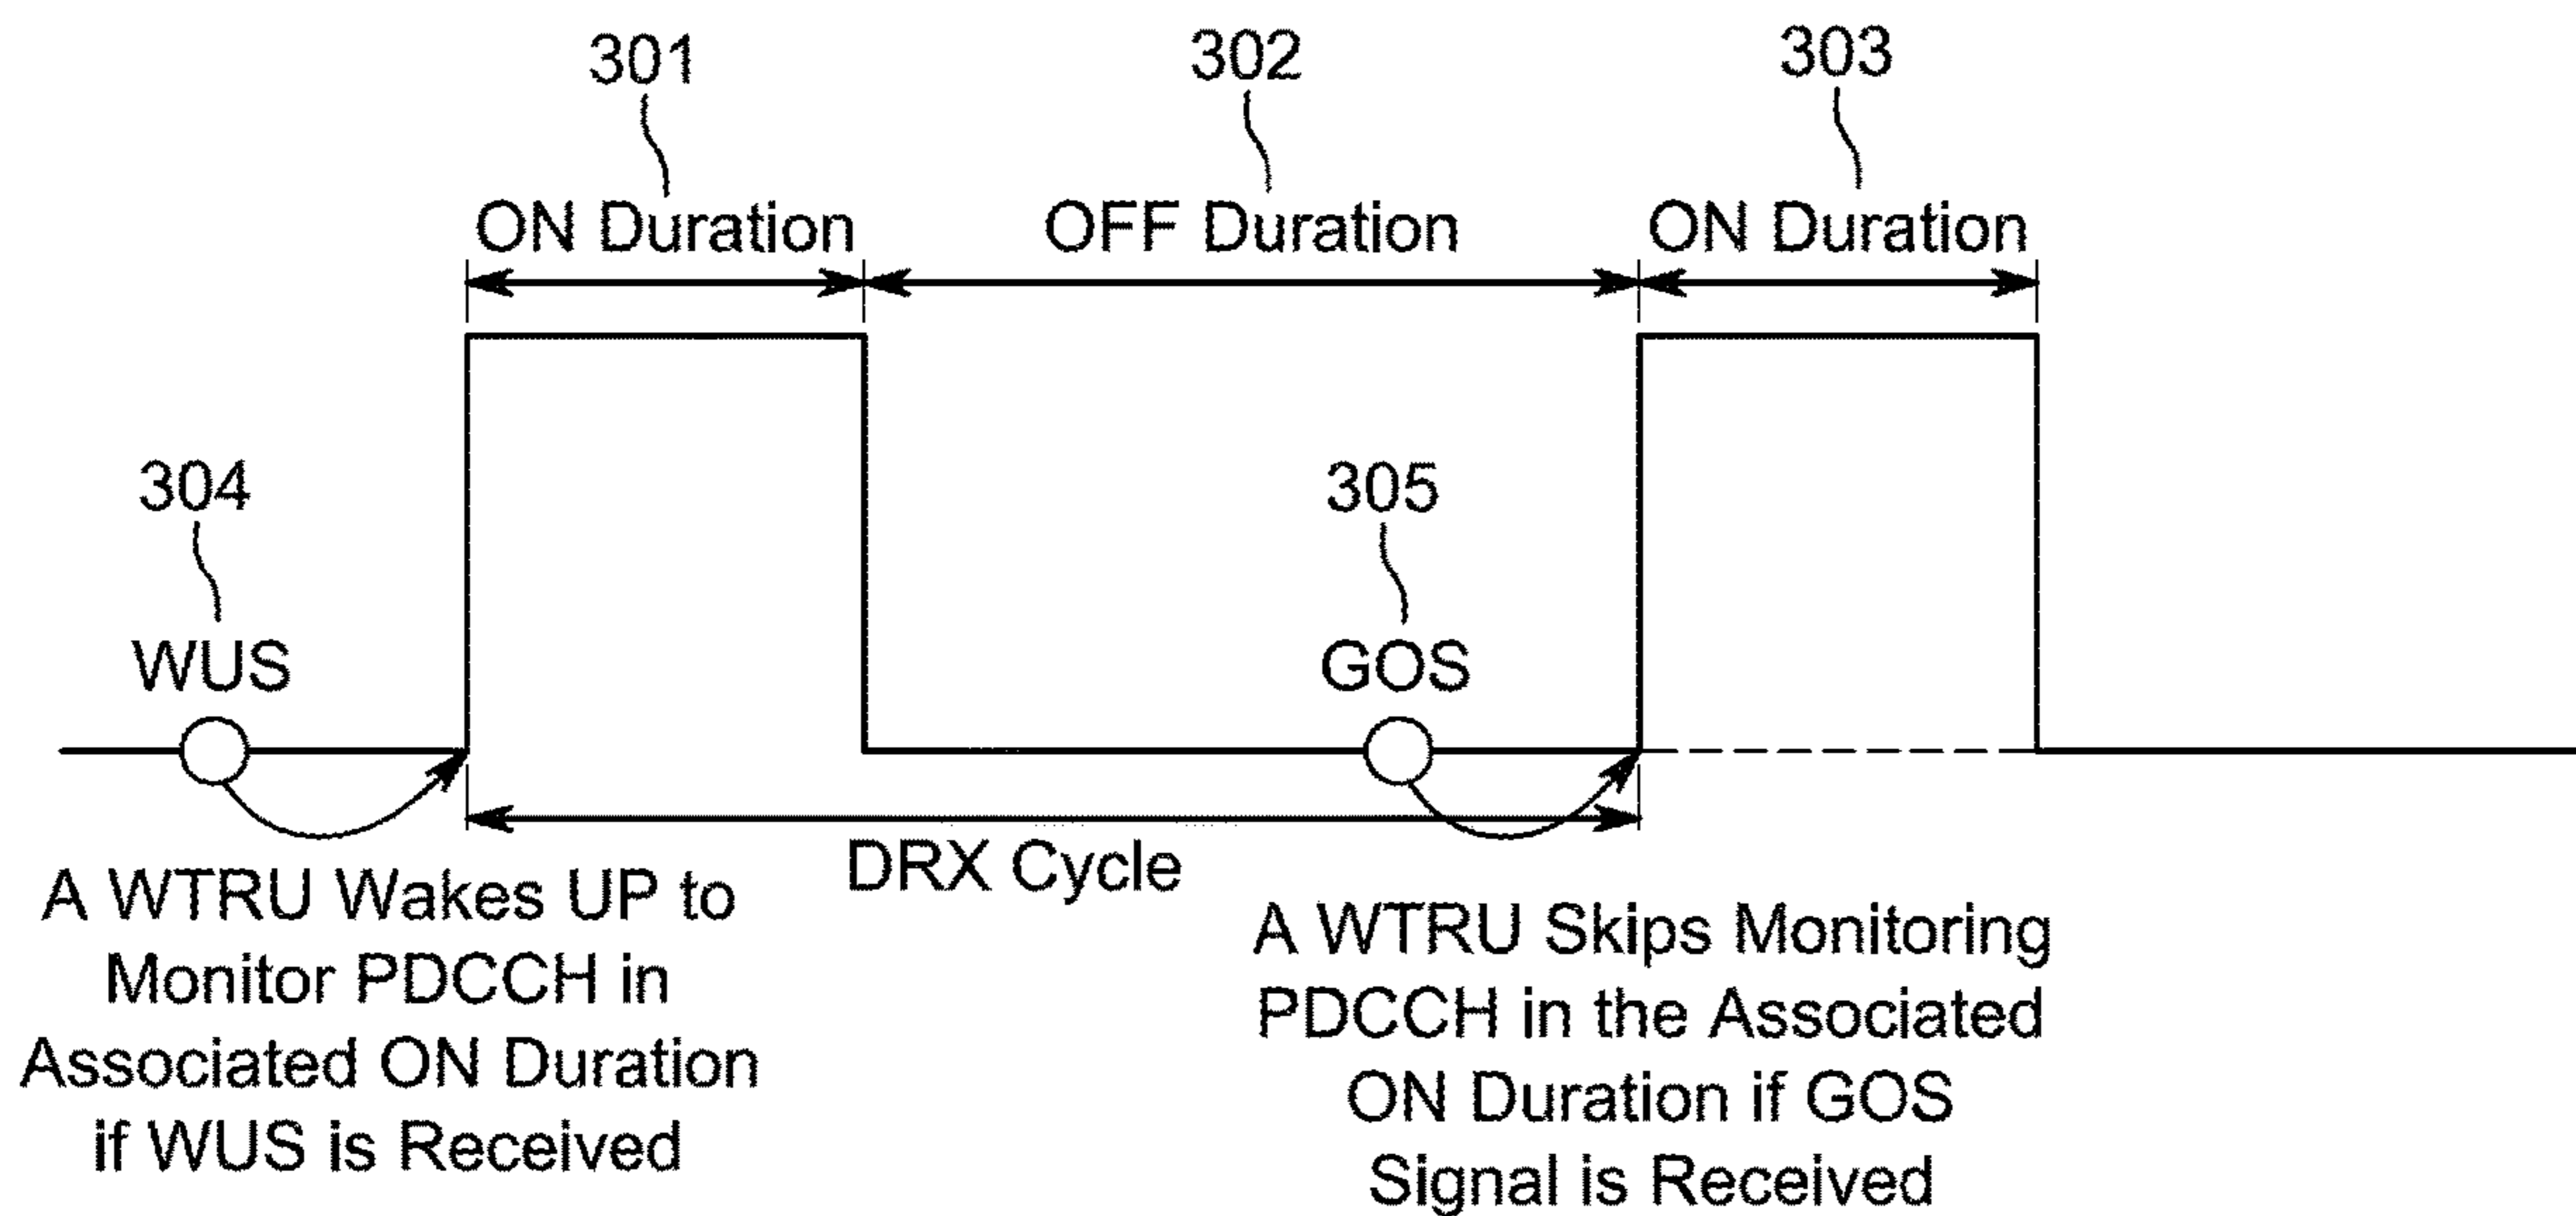 301
302
303
ON Duration
OFF Duration
ON Duration
304
305
WUS
GOS
DRX Cycle
A WTRU Wakes UP to
Monitor PDCCH in
Associated ON Duration
if WUS is Received
A WTRU Skips Monitoring
PDCCH in the Associated
ON Duration if GOS
Signal is Received